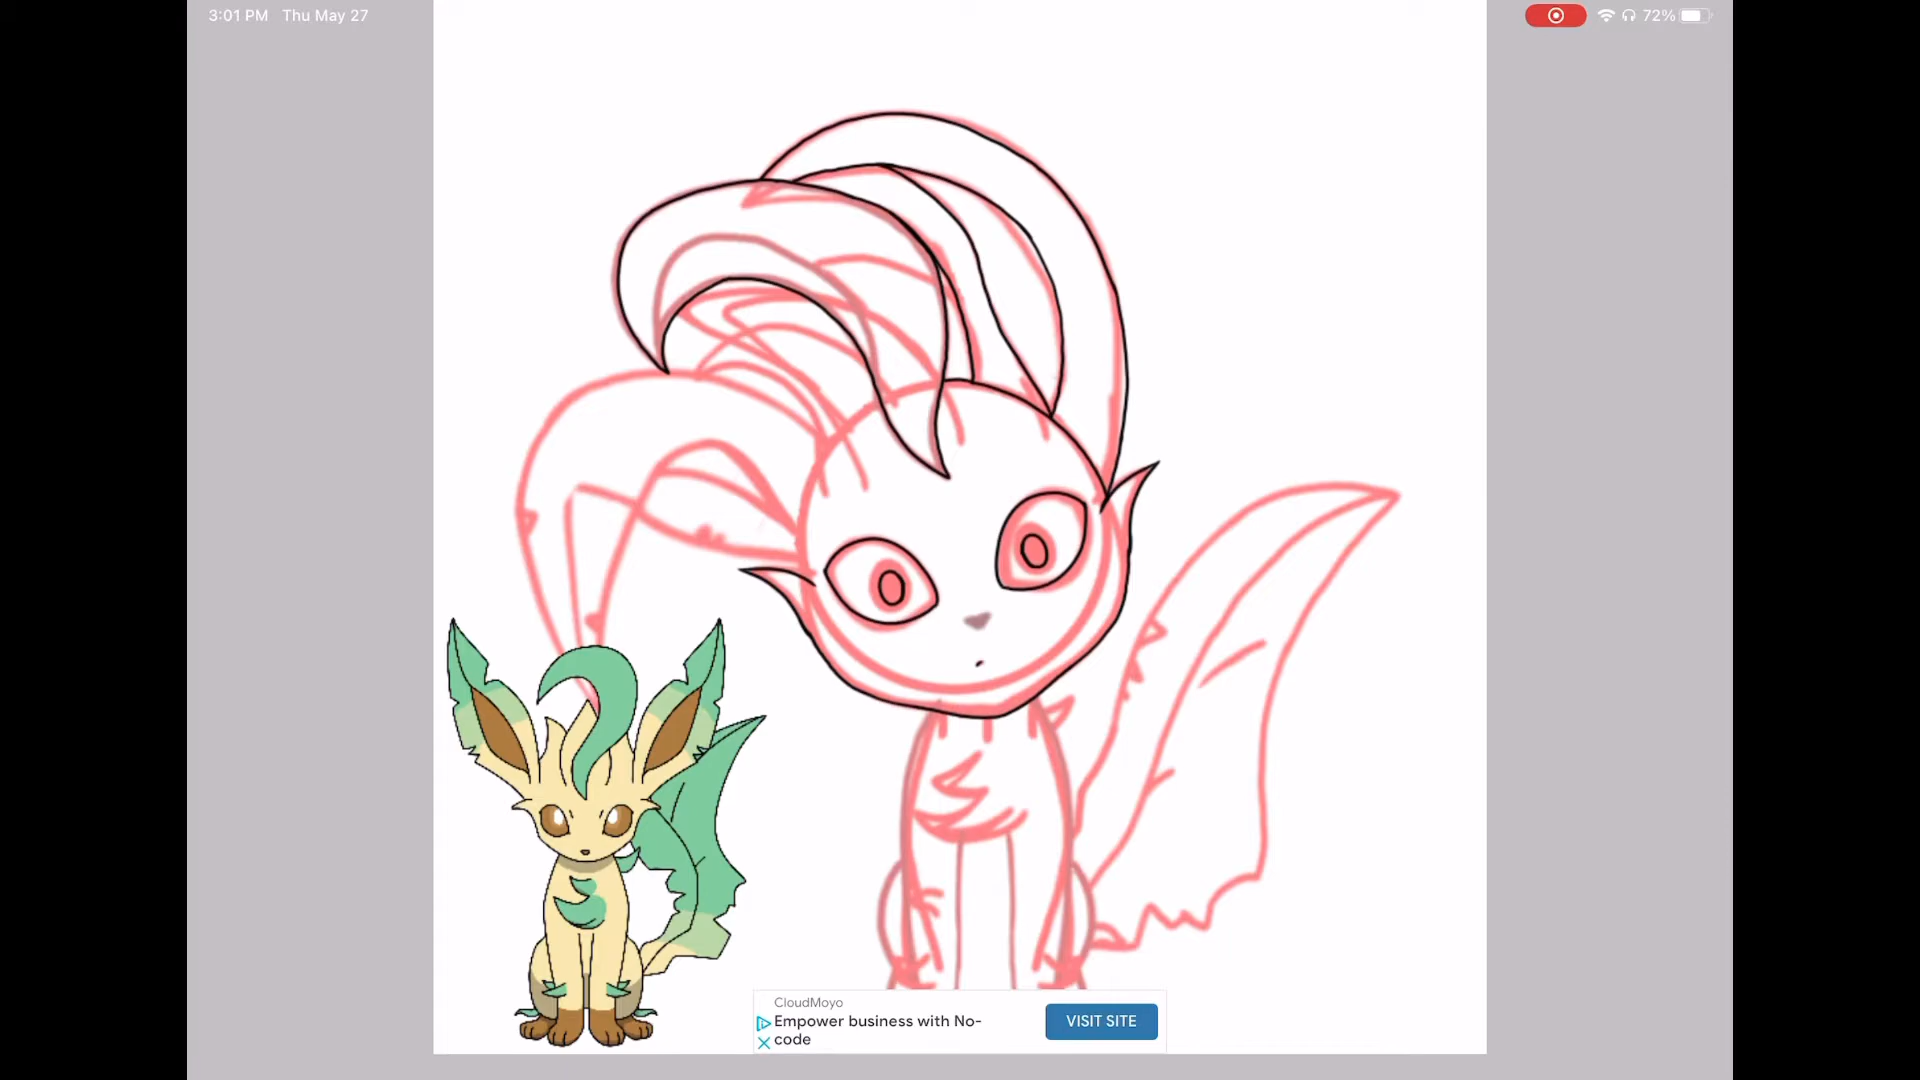 3:01 PM Thu May 27
72%
CloudMoyo
Empower business with No-
code
VISIT SITE